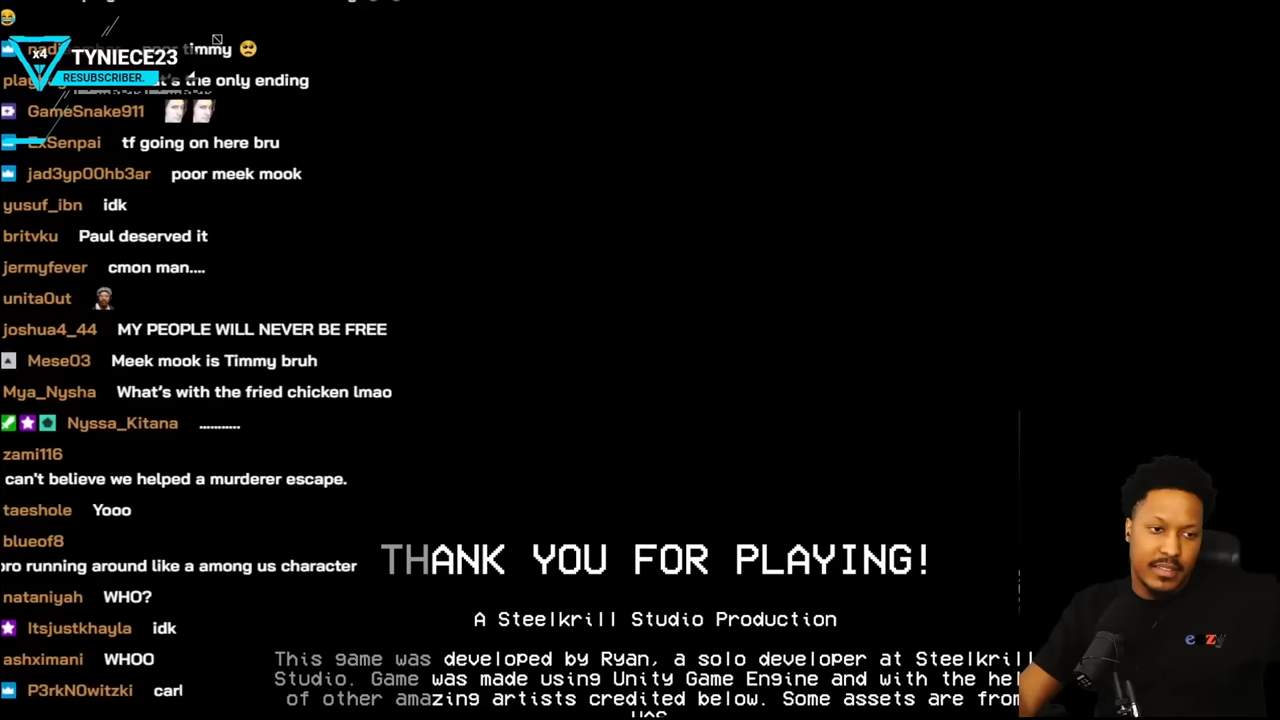 x4
TYNIECE23
RESUBSCRIBER.
timmy
the only ending
GameSnake911
ExSenpai tf going on here bru
jad3yp00hb3ar poor meek mook
yusuf_ibn idk
britvku Paul deserved it
jermyfever cmon man....
unita0ut
joshua4_44 MY PEOPLE WILL NEVER BE FREE
Mese03 Meek mook is Timmy bruh
Mya_Nysha What's with the fried chicken lmao
Nyssa_Kitana ...........
zami116
can't believe we helped a murderer escape.
taeshole Yooo
blueof8
bro running around like a among us character
nataniyah WHO?
Itsjustkhayla idk
ashximani WHOO
P3rkN0witzki carl
THANK YOU FOR PLAYING!
A Steelkrill Studio Production
This game was developed by Ryan, a solo developer at Steelkrill
Studio. Game was made using Unity Game Engine and with the hel
of other amazing artists credited below. Some assets are from